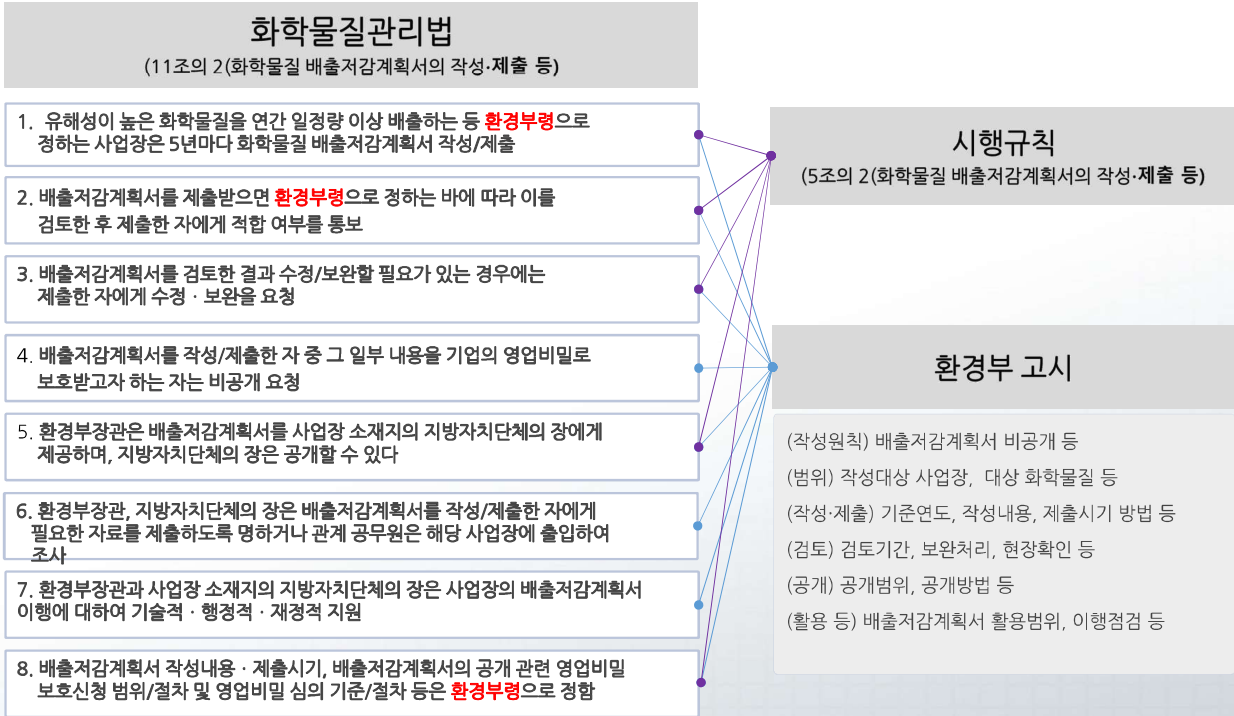 화학물질관리법
(11조의 2(화학물질 배출저감계획서의 작성·제출 등)
1. 유해성이 높은 화학물질을 연간 일정량 이상 배출하는 등 환경부령으로
정하는 사업장은 5년마다 화학물질 배출저감계획서 작성/제출
2. 배출저감계획서를 제출받으면 환경부령으로 정하는 바에 따라 이를
검토한 후 제출한 자에게 적합 여부를 통보
3. 배출저감계획서를 검토한 결과 수정/보완할 필요가 있는 경우에는
제출한 자에게 수정 · 보완을 요청
4. 배출저감계획서를 작성/제출한 자 중 그 일부 내용을 기업의 영업비밀로
보호받고자 하는 자는 비공개 요청
5. 환경부장관은 배출저감계획서를 사업장 소재지의 지방자치단체의 장에게
제공하며, 지방자치단체의 장은 공개할 수 있다
6. 환경부장관, 지방자치단체의 장은 배출저감계획서를 작성/제출한 자에게
필요한 자료를 제출하도록 명하거나 관계 공무원은 해당 사업장에 출입하여
조사
7. 환경부장관과 사업장 소재지의 지방자치단체의 장은 사업장의 배출저감계획서
이행에 대하여 기술적 · 행정적 · 재정적 지원
8. 배출저감계획서 작성내용 · 제출시기, 배출저감계획서의 공개 관련 영업비밀
보호신청 범위/절차 및 영업비밀 심의 기준/절차 등은 환경부령으로 정함
시행규칙
(5조의 2(화학물질 배출저감계획서의 작성·제출 등)
환경부 고시
(작성원칙) 배출저감계획서 비공개 등
(범위) 작성대상 사업장, 대상 화학물질 등
(작성·제출) 기준연도, 작성내용, 제출시기 방법 등
(검토) 검토기간, 보완처리, 현장확인 등
(공개) 공개범위, 공개방법 등
(활용 등) 배출저감계획서 활용범위, 이행점검 등